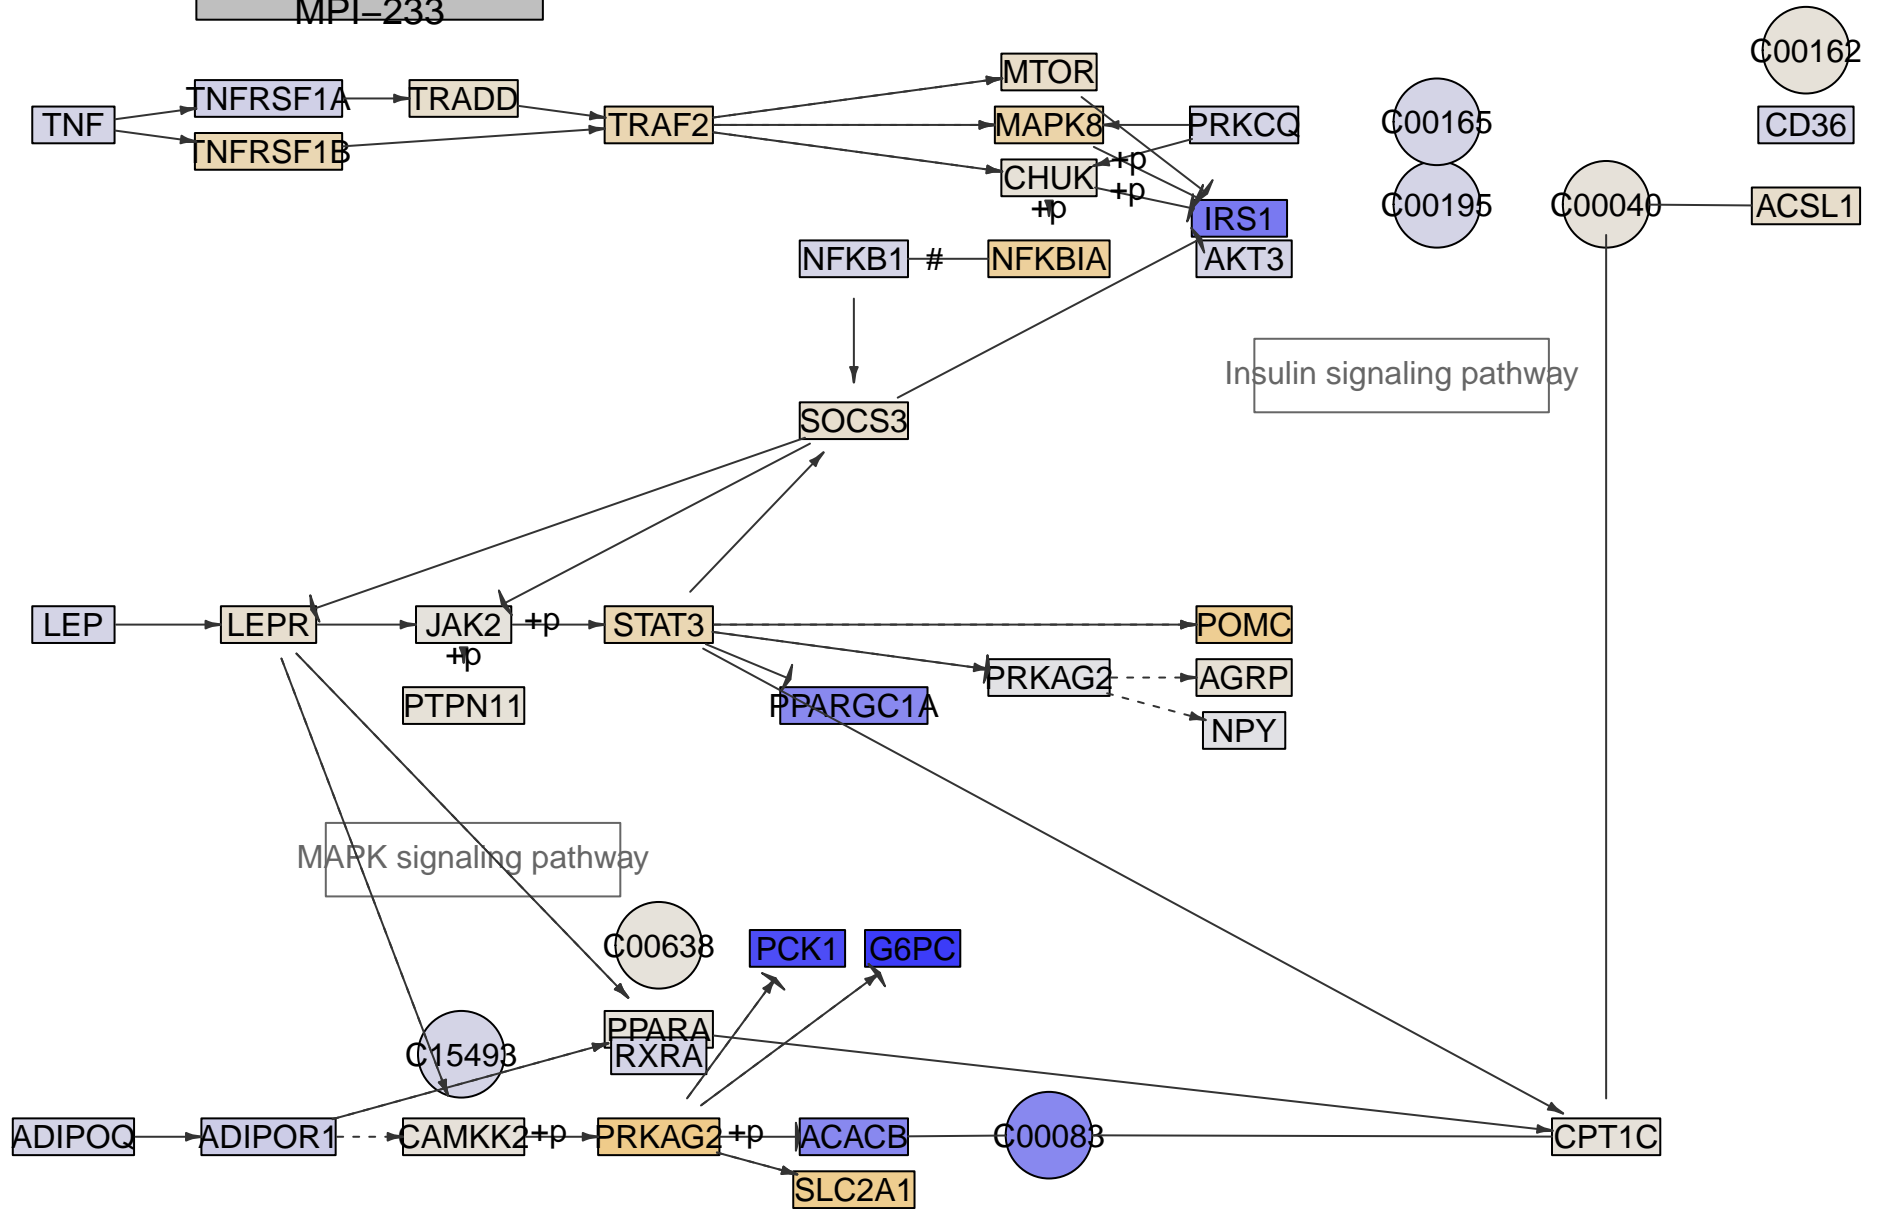 MPI−233
C00162
MTOR
TNFRSF1A
TRADD
TNF
TRAF2
MAPK8
PRKCQ
C00165
CD36
TNFRSF1B
+p
CHUK
+p
+p
IRS1
C00195
C00040
ACSL1
NFKB1
#
NFKBIA
AKT3
Insulin signaling pathway
SOCS3
LEP
LEPR
JAK2
+p
STAT3
POMC
+p
PRKAG2
AGRP
PTPN11
PPARGC1A
NPY
MAPK signaling pathway
C00638
PCK1
G6PC
PPARA
C15493
RXRA
ADIPOQ
ADIPOR1
CAMKK2
+p
PRKAG2
+p
ACACB
C00083
CPT1C
SLC2A1